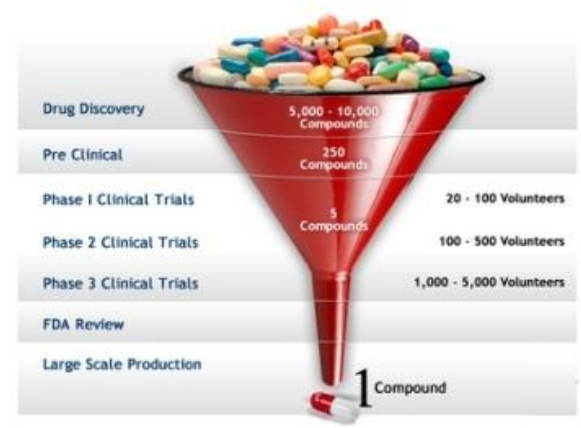 Drug Discovery
5,000 - 10,000
Compounds
Pre Clinical
250
Compounds
Phase I Clinical Trials
20 - 100 Volunteers
5
Compounds
Phase 2 Clinical Trials
100 - 500 Volunteers
Phase 3 Clinical Trials
1,000 - 5,000 Volunteers
FDA Review
Large Scale Production
1 Compound